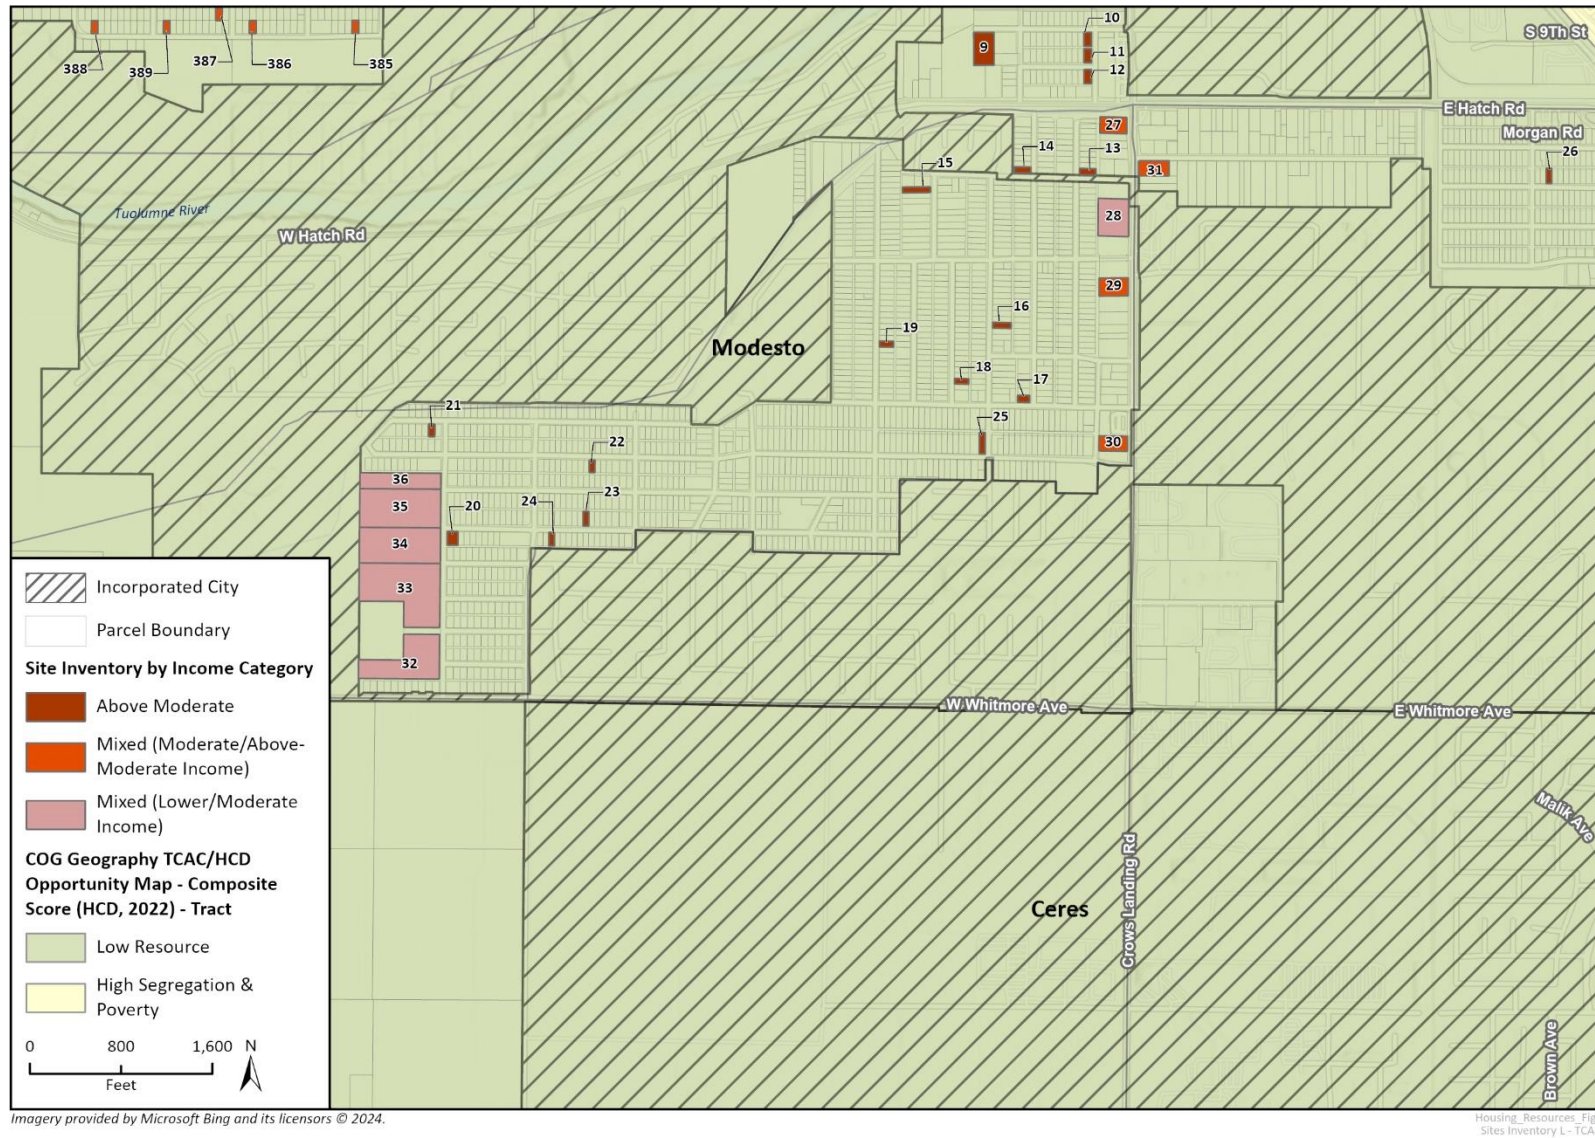 388
389
387
386
385
9
10
11
12
S 9Th St
E Hatch Rd
Morgan Rd
26
27
14
13
31
15
28
Tuolumne River
W Hatch Rd
29
16
19
Modesto
18
17
21
25
30
22
36
35
20
24
23
34
33
32
W Whitmore Ave
E Whitmore Ave
Malik Ave
Crows Landing Rd
Ceres
Brown Ave
Incorporated City
Parcel Boundary
Site Inventory by Income Category
Above Moderate
Mixed (Moderate/Above-
Moderate Income)
Mixed (Lower/Moderate
Income)
COG Geography TCAC/HCD
Opportunity Map - Composite
Score (HCD, 2022) - Tract
Low Resource
High Segregation &
Poverty
0 800 1,600 N
Feet
Imagery provided by Microsoft Bing and its licensors © 2024.
Housing_Resources_Fig
Sites Inventory L - TCA